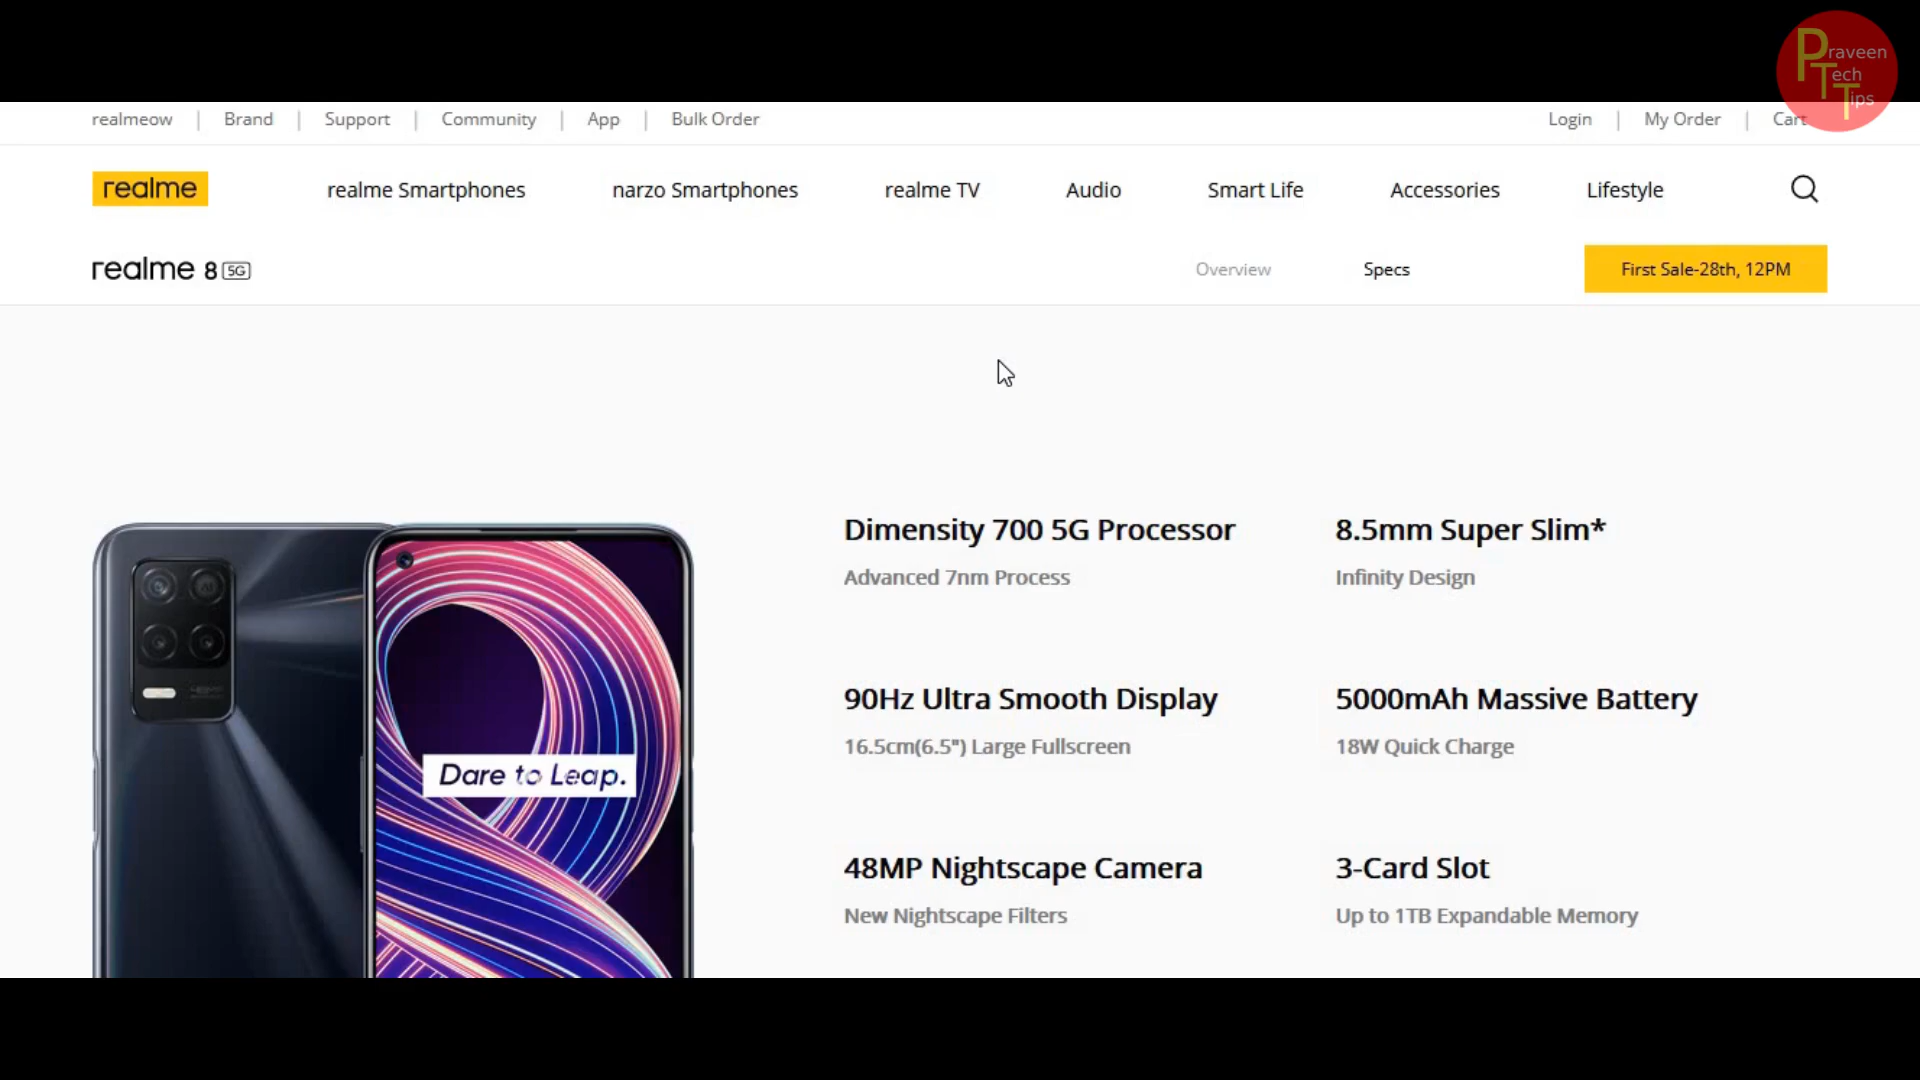 Praveen
Tech
Tips
realmeow | Brand | Support | Community | App | Bulk Order
Login | My Order | Cart
realme
realme Smartphones
narzo Smartphones
realme TV
Audio
Smart Life
Accessories
Lifestyle
realme 8 5G
Overview
Specs
First Sale-28th, 12PM
Dimensity 700 5G Processor
Advanced 7nm Process
8.5mm Super Slim*
Infinity Design
90Hz Ultra Smooth Display
16.5cm(6.5") Large Fullscreen
5000mAh Massive Battery
18W Quick Charge
48MP Nightscape Camera
New Nightscape Filters
3-Card Slot
Up to 1TB Expandable Memory
Dare to Leap.